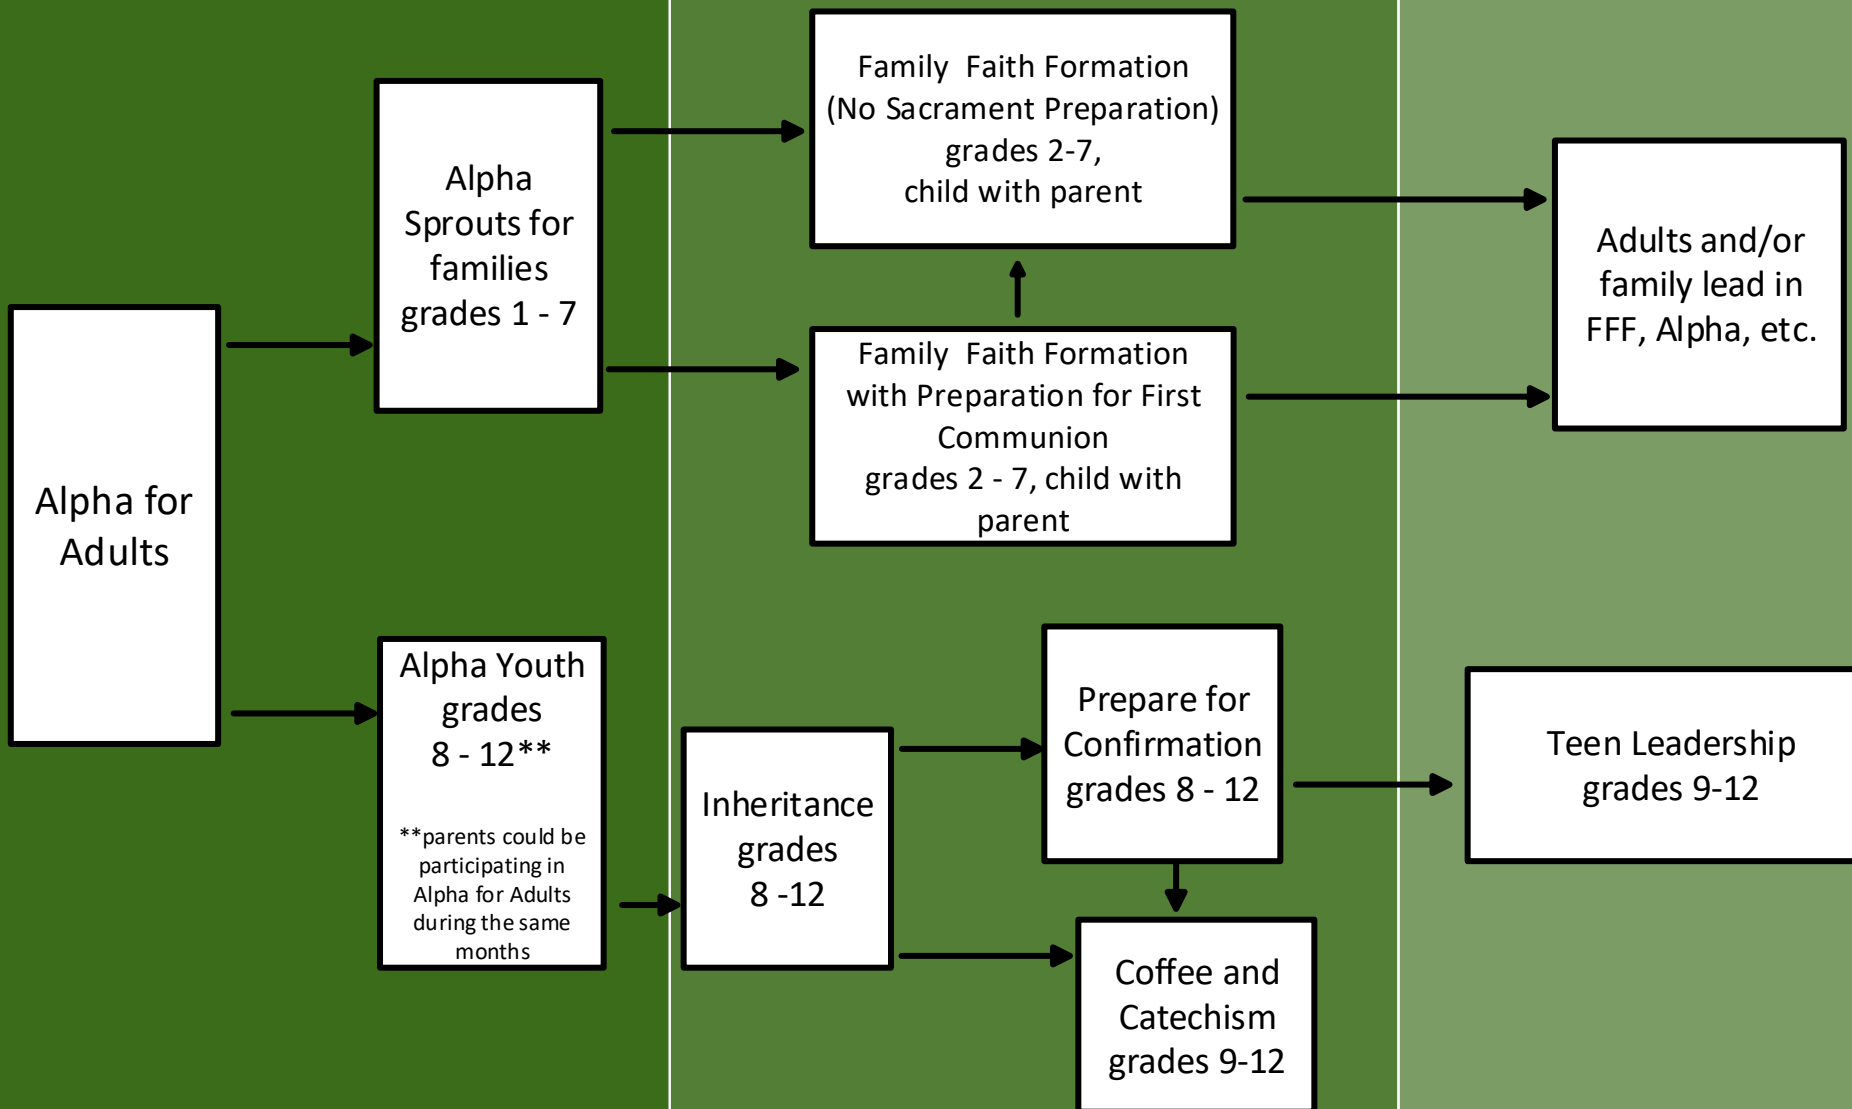 Alpha for
Adults
Alpha
Sprouts for
families
grades 1 - 7
Alpha Youth
grades
8 - 12**
**parents could be
participating in
Alpha for Adults
during the same
months
Family Faith Formation
(No Sacrament Preparation)
grades 2-7,
child with parent
Family Faith Formation
with Preparation for First
Communion
grades 2 - 7, child with
parent
Inheritance
grades
8 -12
Prepare for
Confirmation
grades 8 - 12
Coffee and
Catechism
grades 9-12
Adults and/or
family lead in
FFF, Alpha, etc.
Teen Leadership
grades 9-12